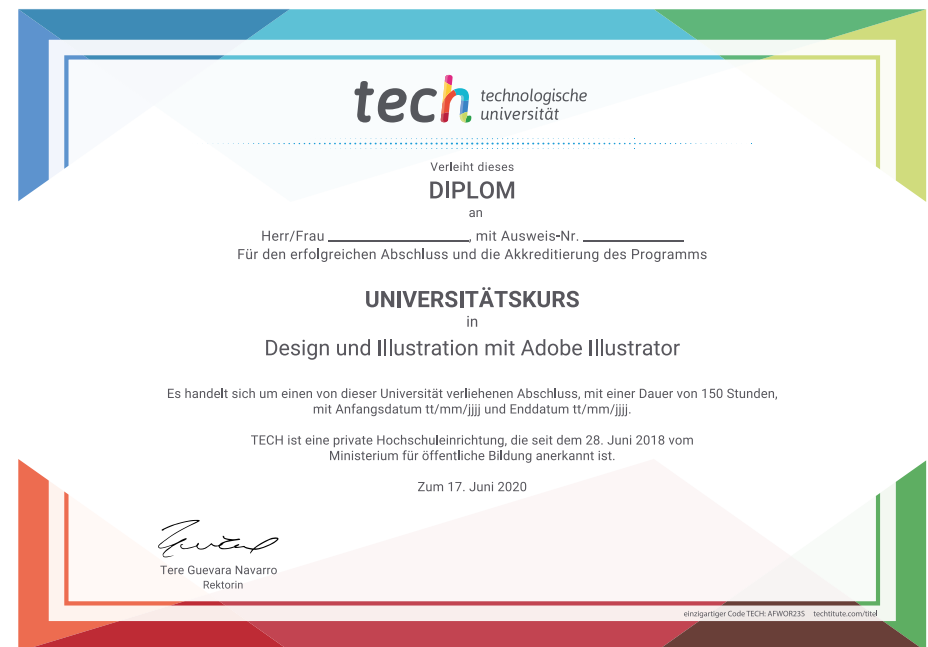 tech technologische
universität
Verleiht dieses
DIPLOM
an
Herr/Frau ____________, mit Ausweis-Nr. ____________
Für den erfolgreichen Abschluss und die Akkreditierung des Programms
UNIVERSITÄTSKURS
in
Design und Illustration mit Adobe Illustrator
Es handelt sich um einen von dieser Universität verliehenen Abschluss, mit einer Dauer von 150 Stunden,
mit Anfangsdatum tt/mm/jjjj und Enddatum tt/mm/jjjj.
TECH ist eine private Hochschuleinrichtung, die seit dem 28. Juni 2018 vom
Ministerium für öffentliche Bildung anerkannt ist.
Zum 17. Juni 2020
Tere Guevara Navarro
Rektorin
einzigartiger Code TECH: AFWOR23S techtitute.com/titel